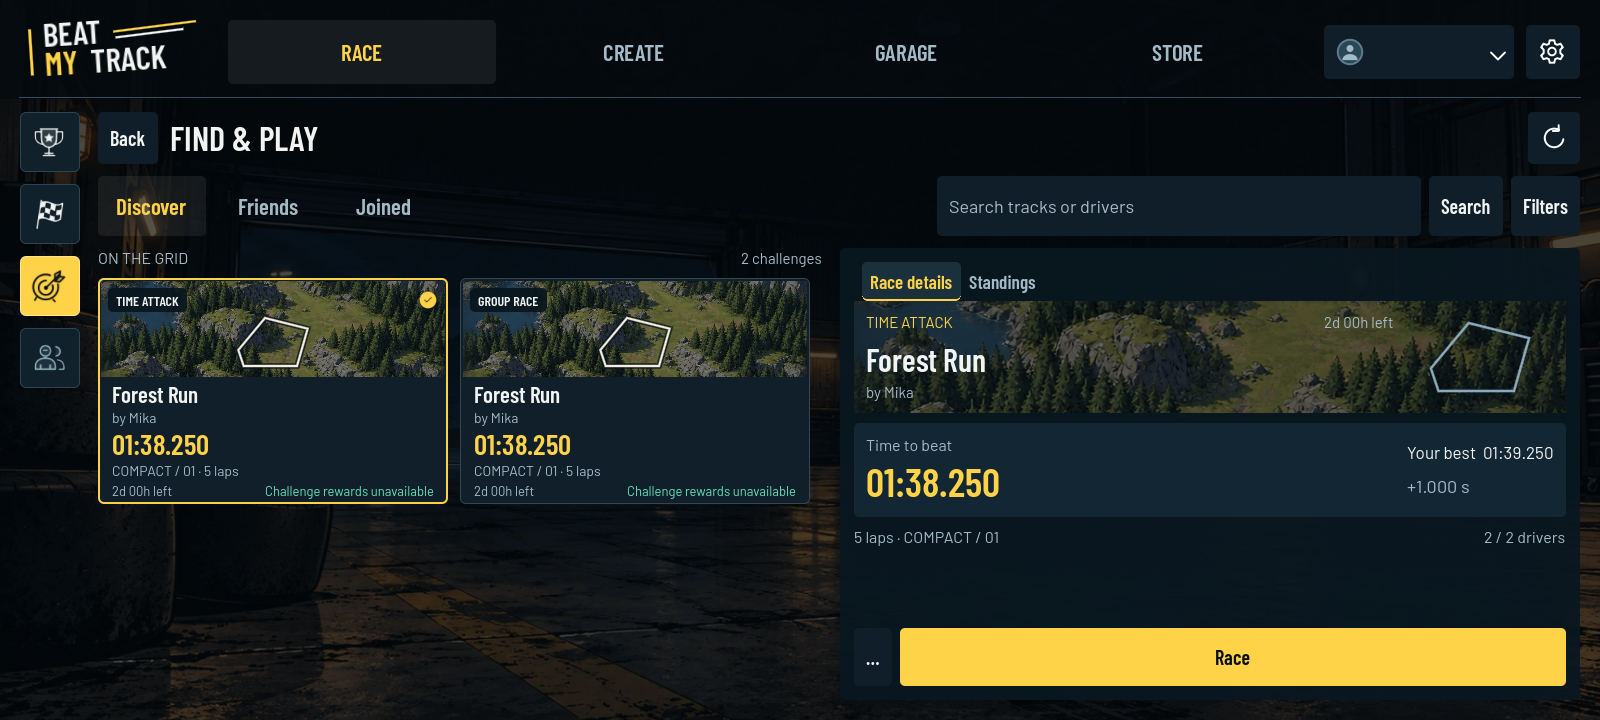 BEAT
MY TRACK
RACE
CREATE
GARAGE
STORE
Back
FIND & PLAY
Discover
Friends
Joined
Search tracks or drivers
Search
Filters
ON THE GRID
2 challenges
TIME ATTACK
Forest Run
by Mika
01:38.250
COMPACT / 01 · 5 laps
2d 00h left
Challenge rewards unavailable
GROUP RACE
Forest Run
by Mika
01:38.250
COMPACT / 01 · 5 laps
2d 00h left
Challenge rewards unavailable
Race details
Standings
TIME ATTACK
2d 00h left
Forest Run
by Mika
Time to beat
01:38.250
Your best 01:39.250
+1.000 s
5 laps · COMPACT / 01
2 / 2 drivers
...
Race